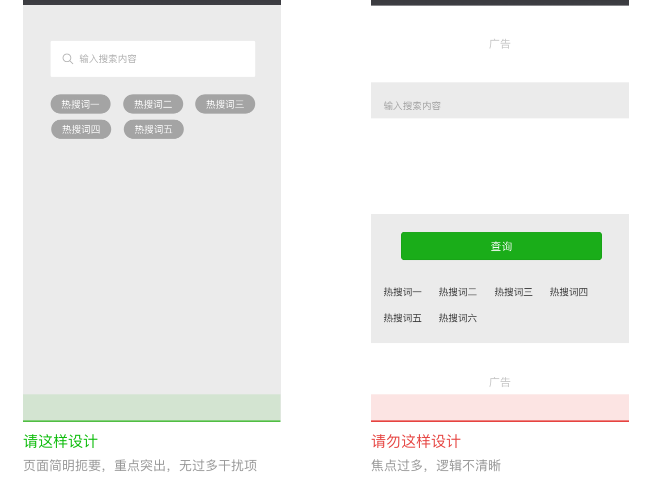 输入搜索内容
热搜词一 热搜词二 热搜词三
热搜词四 热搜词五
请这样设计
页面简明扼要，重点突出，无过多干扰项
广告
输入搜索内容
查询
热搜词一 热搜词二 热搜词三 热搜词四
热搜词五 热搜词六
广告
请勿这样设计
焦点过多，逻辑不清晰